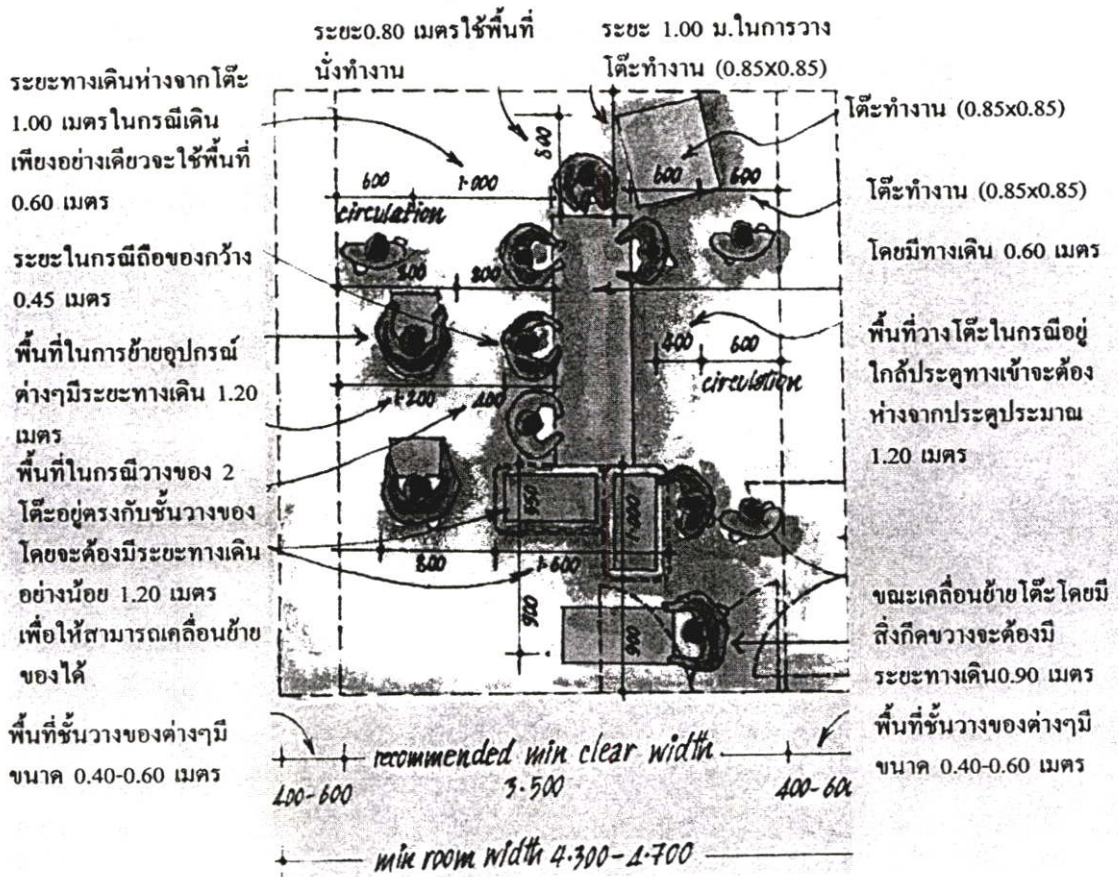 ระยะ0.80 เมตรใช้พื้นที่
นั่งทำงาน
ระยะ 1.00 ม.ในการวาง
โต๊ะทำงาน (0.85x0.85)
ระยะทางเดินห่างจากโต๊ะ
1.00 เมตรในกรณีเดิน
เพียงอย่างเดียวจะใช้พื้นที่
0.60 เมตร
ระยะในกรณีถือของกว้าง
0.45 เมตร
พื้นที่ในการย้ายอุปกรณ์
ต่างๆมีระยะทางเดิน 1.20
เมตร
พื้นที่ในกรณีวางของ 2
โต๊ะอยู่ตรงกับชั้นวางของ
โดยจะต้องมีระยะทางเดิน
อย่างน้อย 1.20 เมตร
เพื่อให้สามารถเคลื่อนย้าย
ของได้
พื้นที่ชั้นวางของต่างๆมี
ขนาด 0.40-0.60 เมตร
800
600
1·000
circulation
800
1·200
400
550
1·000
800
1·600
900
900
600
600
400
600
circulation
โต๊ะทำงาน (0.85x0.85)
โต๊ะทำงาน (0.85x0.85)
โดยมีทางเดิน 0.60 เมตร
พื้นที่วางโต๊ะในกรณีอยู่
ใกล้ประตูทางเข้าจะต้อง
ห่างจากประตูประมาณ
1.20 เมตร
ขณะเคลื่อนย้ายโต๊ะโดยมี
สิ่งกีดขวางจะต้องมี
ระยะทางเดิน0.90 เมตร
พื้นที่ชั้นวางของต่างๆมี
ขนาด 0.40-0.60 เมตร
recommended min clear width
400-600
3·500
400-600
min room width 4·300-4·700